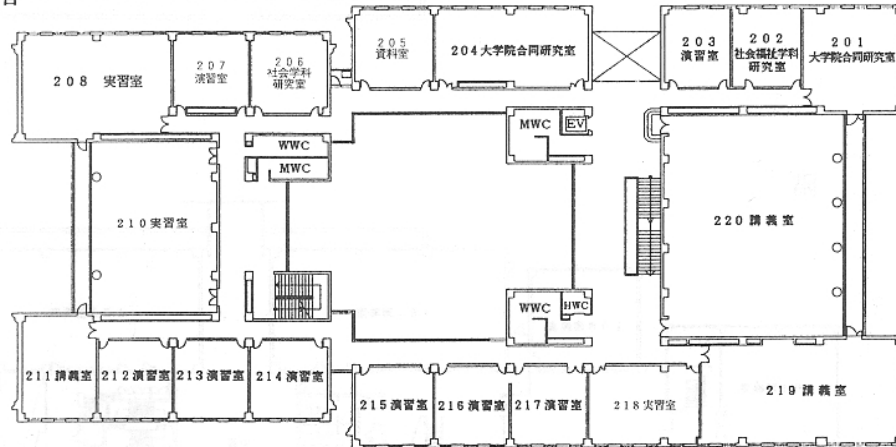 205
資料室
204大学院合同研究室
203
演習室
202
社会福祉学科
研究室
201
大学院合同研究室
208 実習室
207
演習室
206
社会学科
研究室
MWC
EV
WWC
MWC
210実習室
220講義室
WWC
HWC
211講義室
212演習室
213演習室
214演習室
215演習室
216演習室
217演習室
218実習室
219講義室